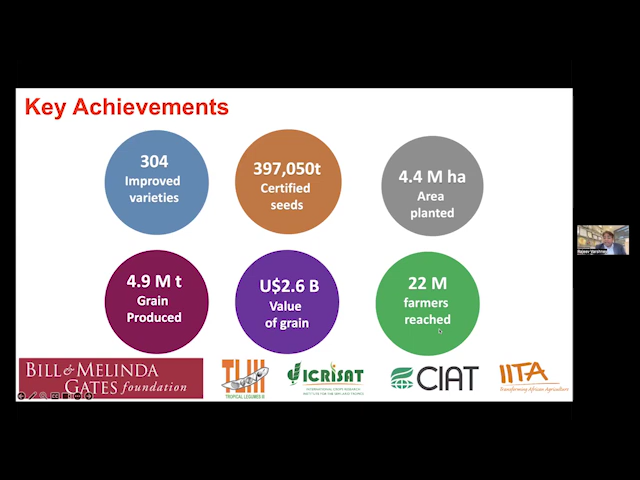 Key Achievements
304
Improved
varieties
397,050t
Certified
seeds
4.4 M ha
Area
planted
4.9 M t
Grain
Produced
U$2.6 B
Value
of grain
22 M
farmers
reached
BILL & MELINDA
GATES foundation
TLIII
TROPICAL LEGUMES III
ICRISAT
CIAT
IITA
Transforming African Agriculture